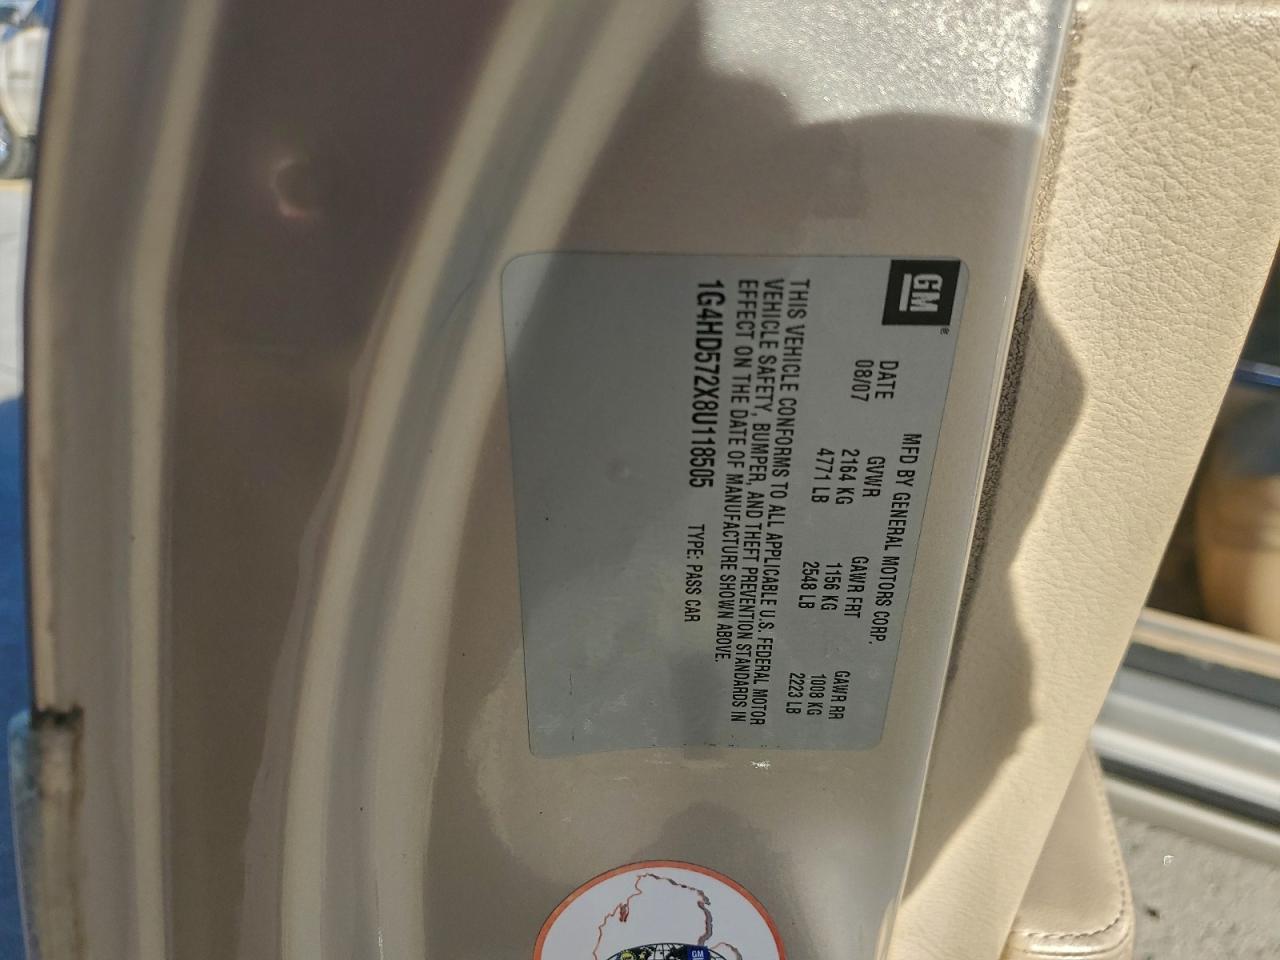 GM®
MFD BY GENERAL MOTORS CORP.
DATE GVWR GAWR FRT GAWR RR
08/07 2164 KG 1156 KG 1008 KG
4771 LB 2548 LB 2223 LB
THIS VEHICLE CONFORMS TO ALL APPLICABLE U.S. FEDERAL MOTOR
VEHICLE SAFETY, BUMPER, AND THEFT PREVENTION STANDARDS IN
EFFECT ON THE DATE OF MANUFACTURE SHOWN ABOVE.
1G4HD572X8U118505 TYPE: PASS CAR
GM